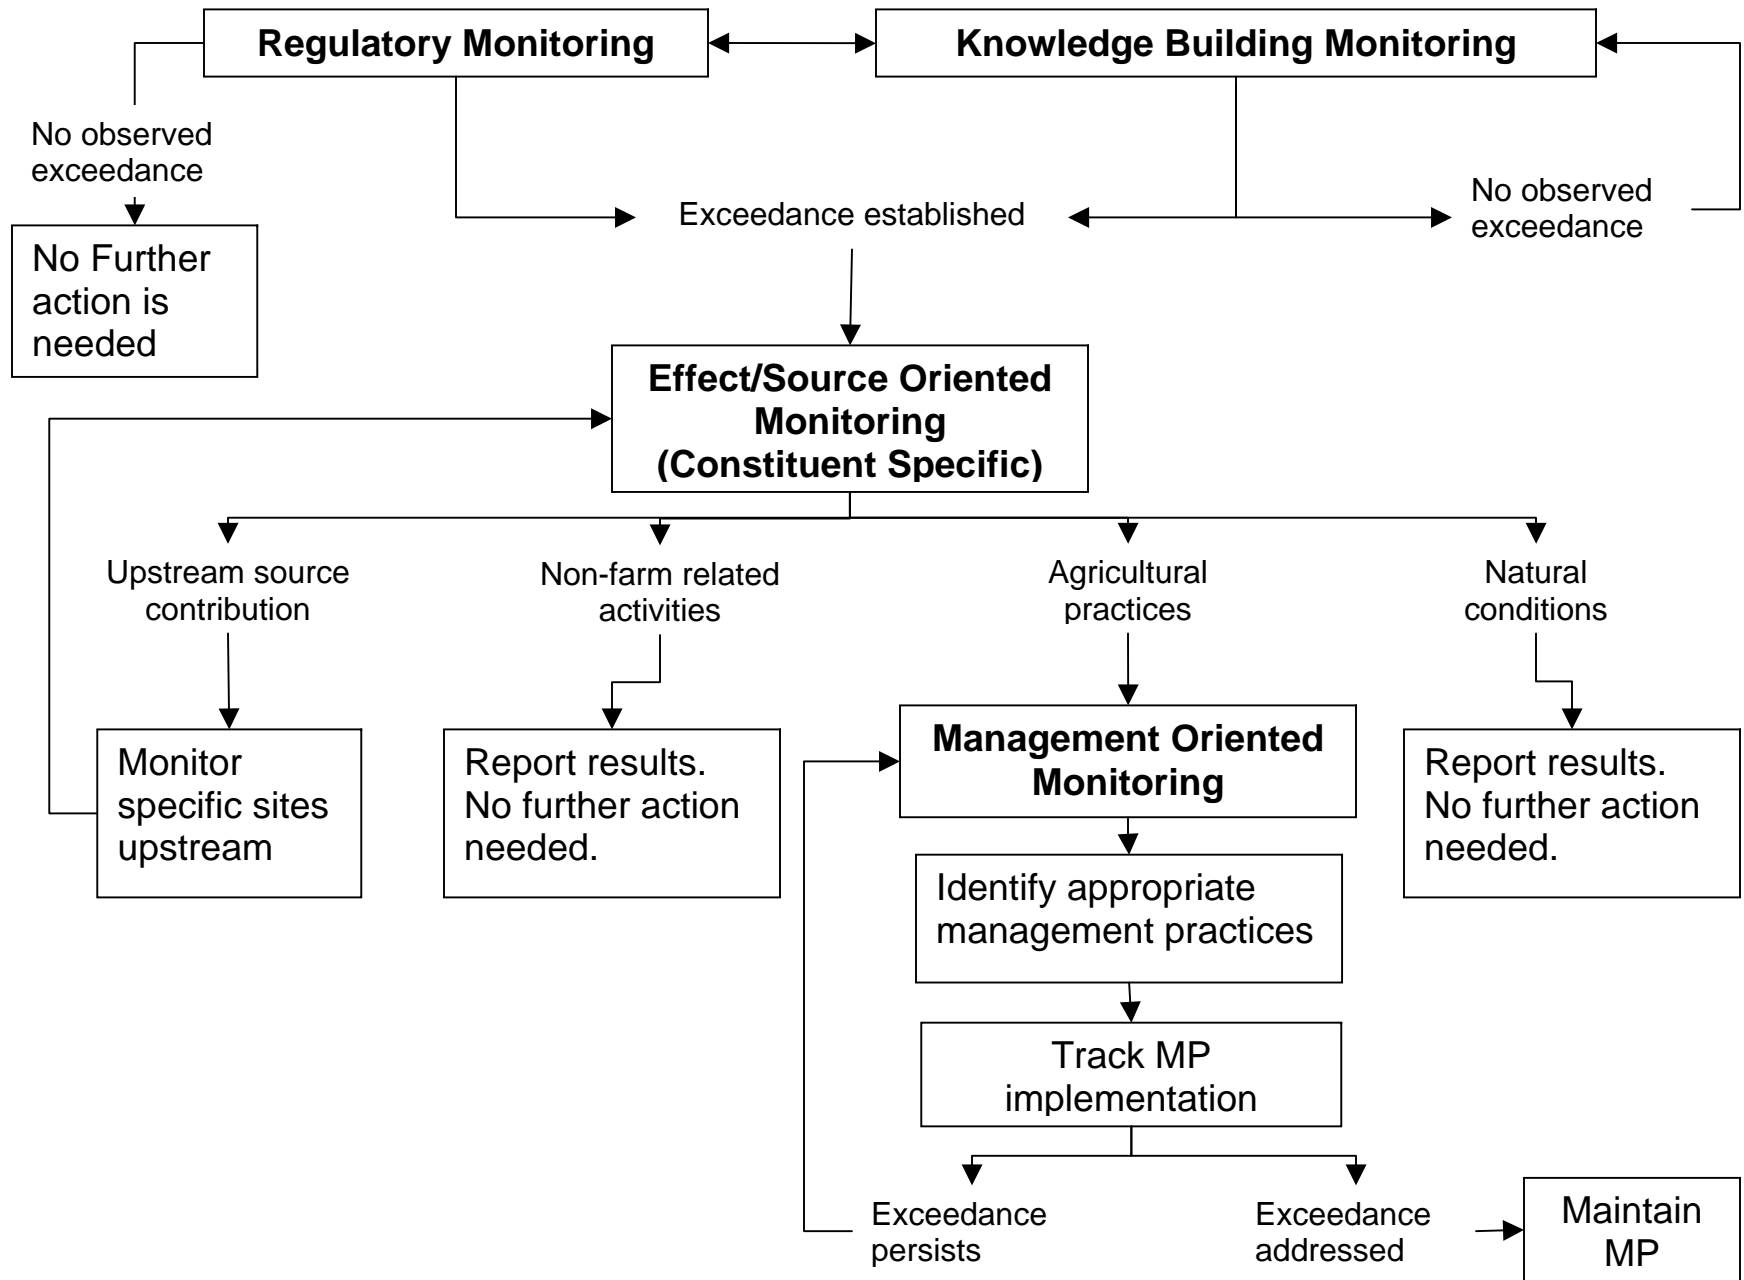 Regulatory Monitoring
Knowledge Building Monitoring
No observed
exceedance
Exceedance established
No observed
exceedance
No Further
action is
needed
Effect/Source Oriented
Monitoring
(Constituent Specific)
Upstream source
contribution
Non-farm related
activities
Agricultural
practices
Natural
conditions
Monitor
specific sites
upstream
Report results.
No further action
needed.
Management Oriented
Monitoring
Report results.
No further action
needed.
Identify appropriate
management practices
Track MP
implementation
Exceedance
persists
Exceedance
addressed
Maintain
MP